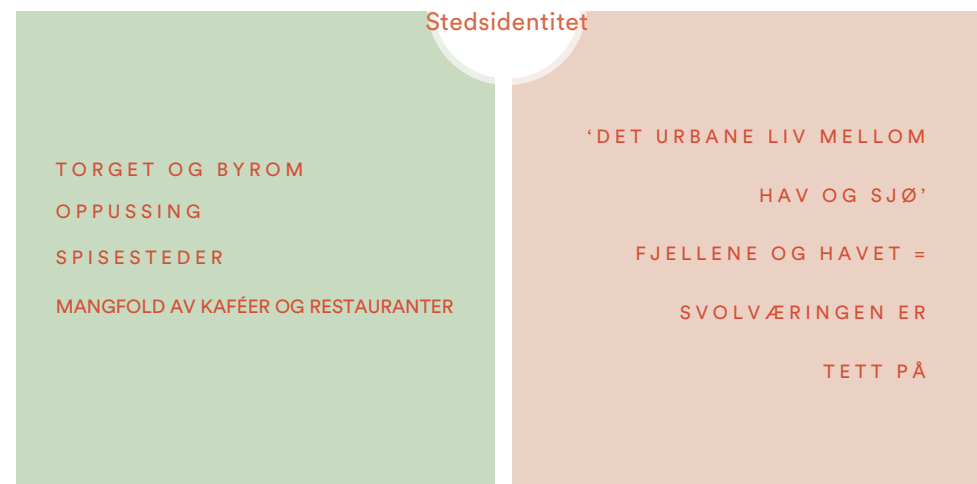 Stedsidentitet
TORGET OG BYROM
OPPUSSING
SPISESTEDER
MANGFOLD AV KAFÉER OG RESTAURANTER
‘DET URBANE LIV MELLOM
HAV OG SJØ’
FJELLENE OG HAVET =
SVOLVÆRINGEN ER
TETT PÅ